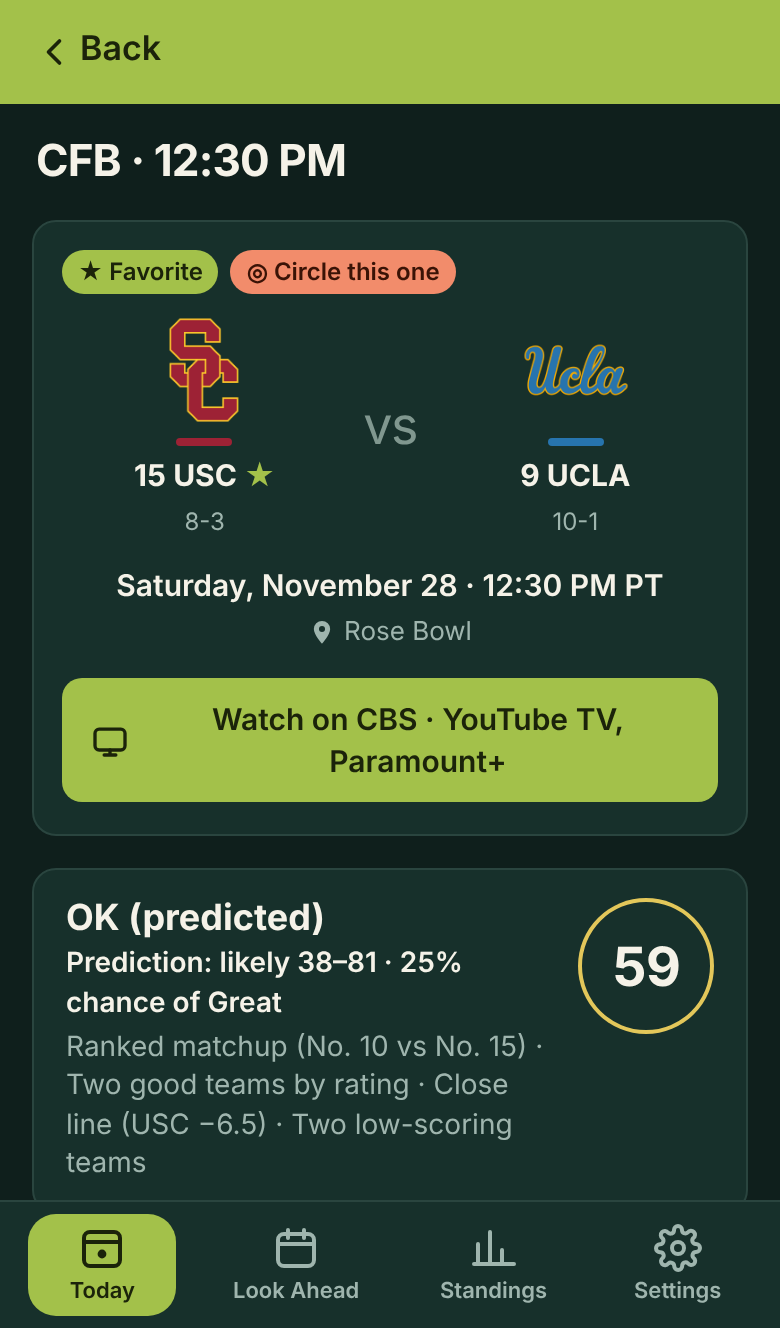 Back
CFB · 12:30 PM
★ Favorite
◎ Circle this one
SC
Ucla
VS
15 USC ★
9 UCLA
8-3
10-1
Saturday, November 28 · 12:30 PM PT
Rose Bowl
Watch on CBS · YouTube TV,
Paramount+
OK (predicted)
59
Prediction: likely 38–81 · 25%
chance of Great
Ranked matchup (No. 10 vs No. 15) ·
Two good teams by rating · Close
line (USC −6.5) · Two low-scoring
teams
Today
Look Ahead
Standings
Settings